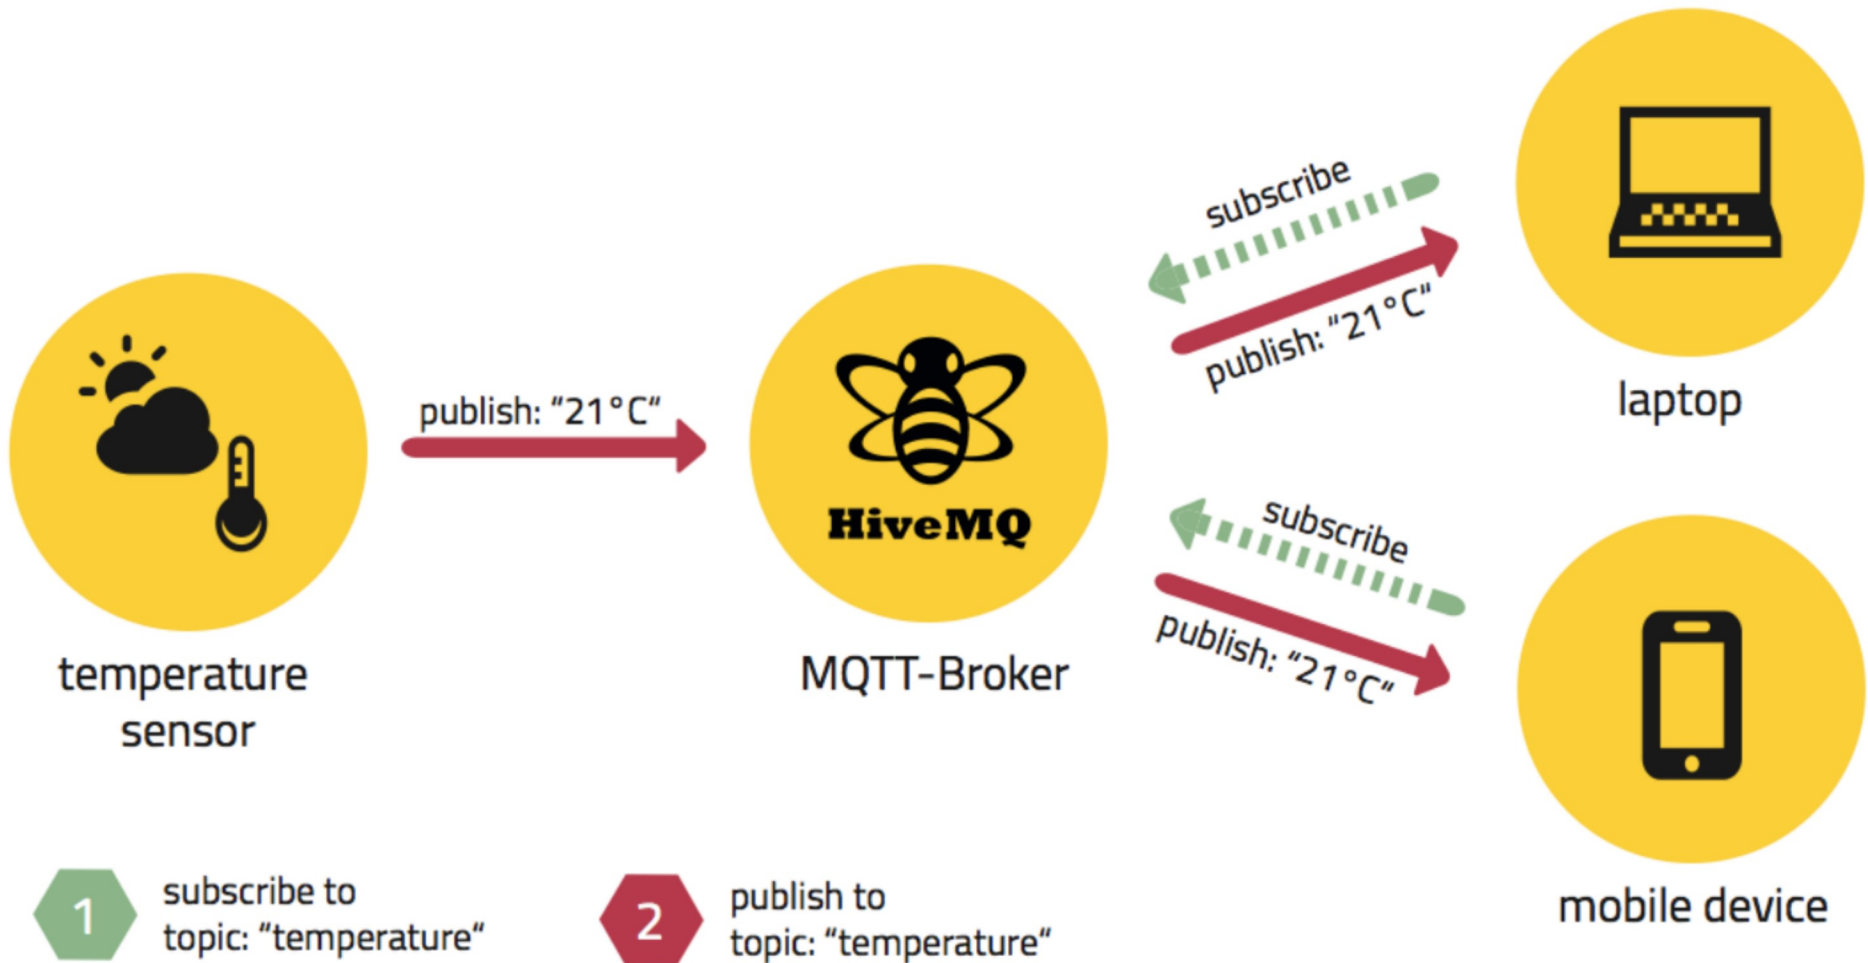 subscribe
publish: "21°C"
laptop
publish: "21°C"
HiveMQ
subscribe
publish: "21°C"
temperature
sensor
MQTT-Broker
mobile device
1
subscribe to
topic: "temperature"
2
publish to
topic: "temperature"